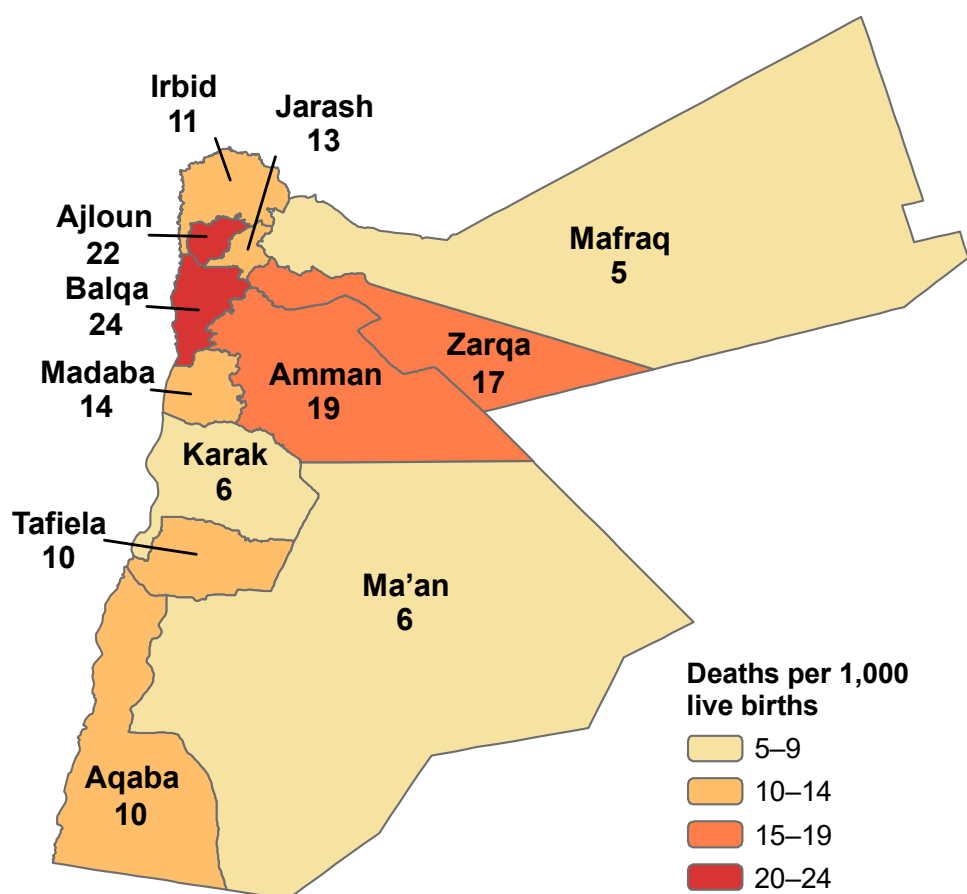 Irbid
11
Jarash
13
Ajloun
22
Mafraq
5
Balqa
24
Zarqa
17
Madaba
14
Amman
19
Karak
6
Tafiela
10
Ma’an
6
Aqaba
10
Deaths per 1,000
live births
5–9
10–14
15–19
20–24